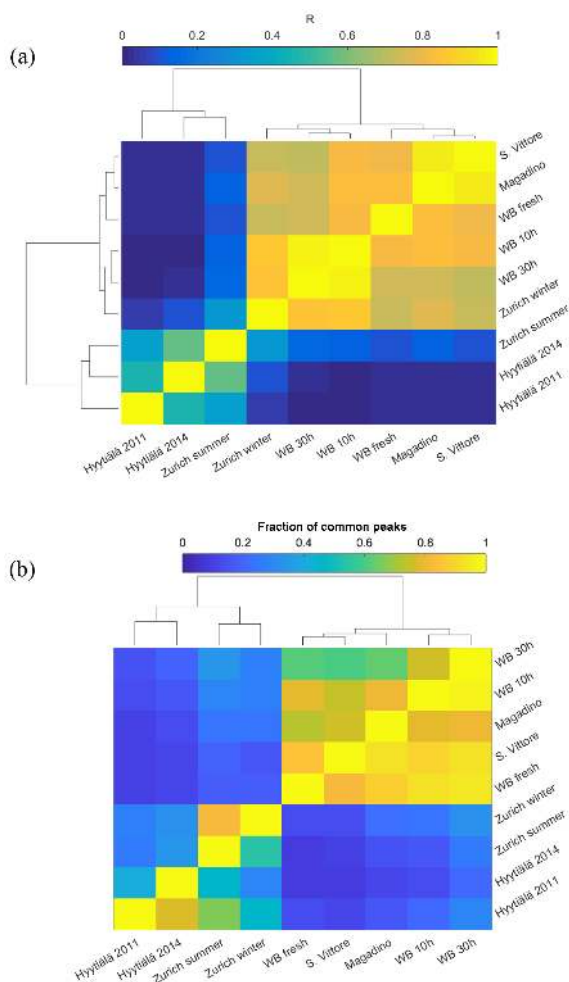 R
(a)
0 0.2 0.4 0.6 0.8 1
S. Vittore
Magadino
WB fresh
WB 10h
WB 30h
Zurich winter
Zurich summer
Hyytiälä 2014
Hyytiälä 2011
Hyytiälä 2011
Hyytiälä 2014
Zurich summer
Zurich winter
WB 30h
WB 10h
WB fresh
Magadino
S. Vittore
Fraction of common peaks
(b)
0 0.2 0.4 0.6 0.8 1
WB 30h
WB 10h
Magadino
S. Vittore
WB fresh
Zurich winter
Zurich summer
Hyytiälä 2014
Hyytiälä 2011
Hyytiälä 2011
Hyytiälä 2014
Zurich summer
Zurich winter
WB fresh
S. Vittore
Magadino
WB 10h
WB 30h